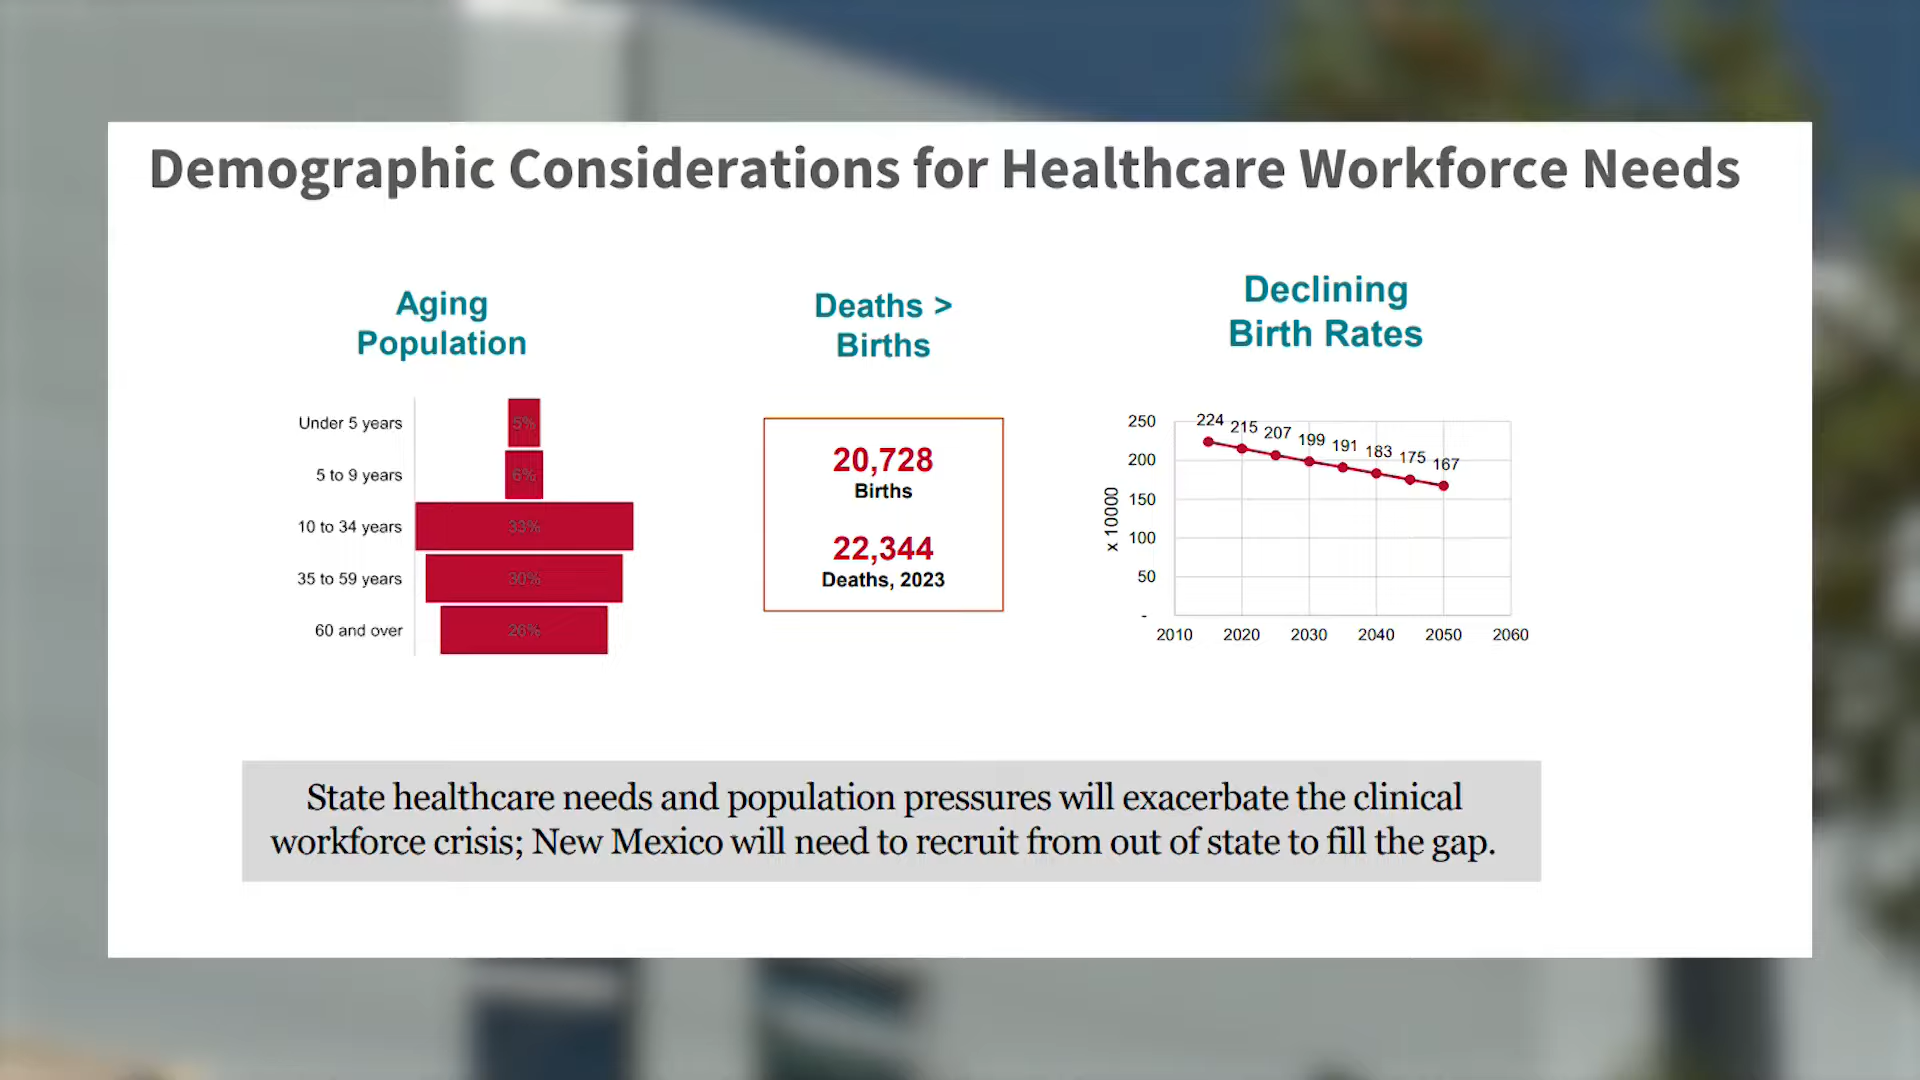 Demographic Considerations for Healthcare Workforce Needs
Aging
Population
Under 5 years
5%
5 to 9 years
6%
10 to 34 years
33%
35 to 59 years
30%
60 and over
26%
Deaths >
Births
20,728
Births
22,344
Deaths, 2023
Declining
Birth Rates
250
200
150
100
50
-
x 10000
224 215 207 199 191 183 175 167
2010 2020 2030 2040 2050 2060
State healthcare needs and population pressures will exacerbate the clinical
workforce crisis; New Mexico will need to recruit from out of state to fill the gap.